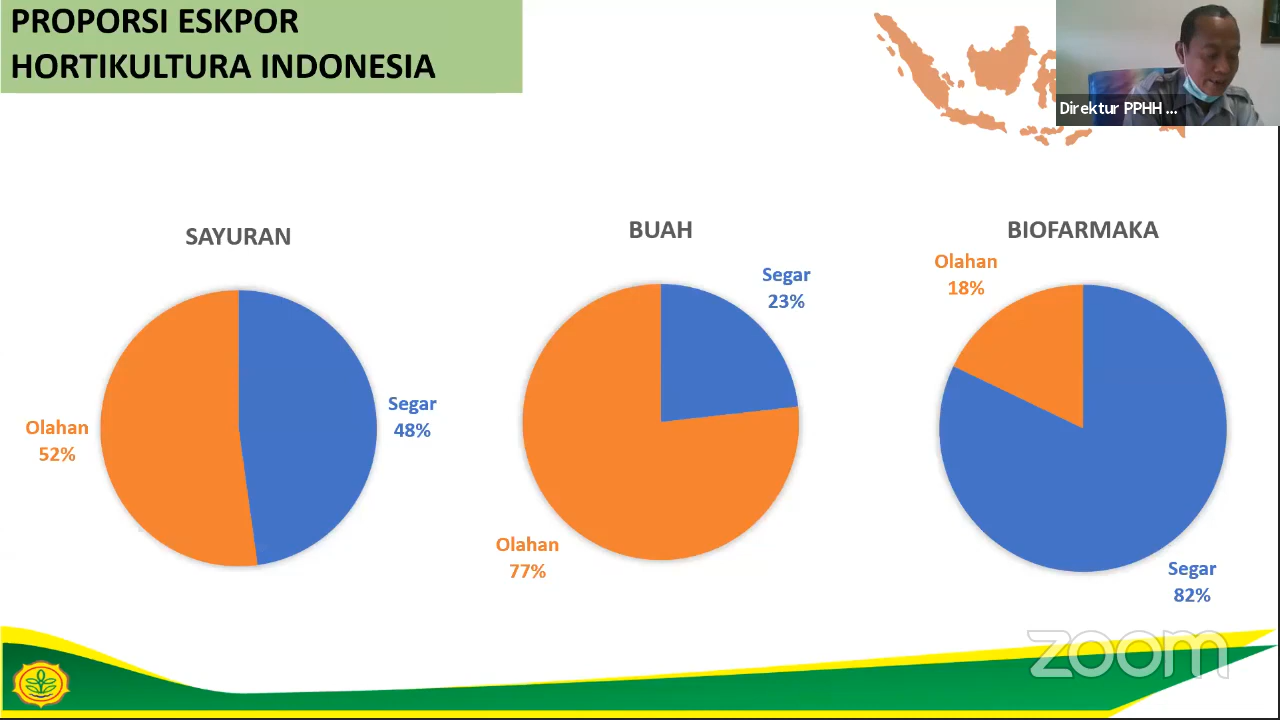 PROPORSI ESKPOR
HORTIKULTURA INDONESIA
Direktur PPHH ...
SAYURAN
Olahan
52%
Segar
48%
BUAH
Segar
23%
Olahan
77%
BIOFARMAKA
Olahan
18%
Segar
82%
zoom